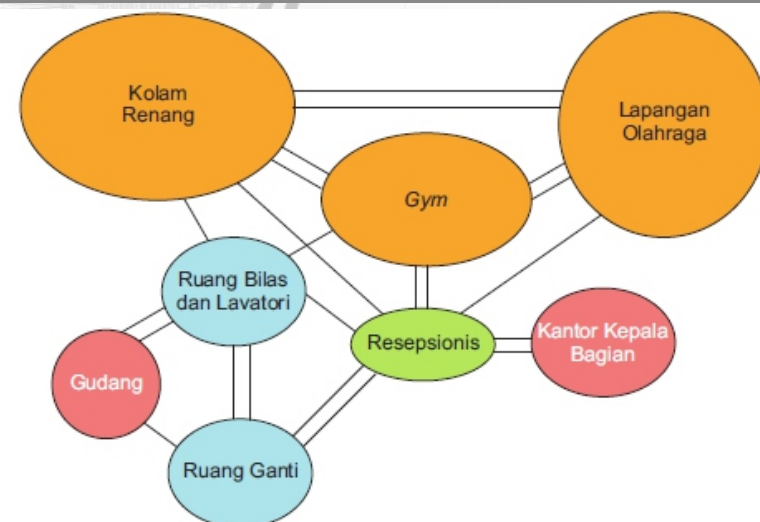 Kolam
Renang
Lapangan
Olahraga
Gym
Ruang Bilas
dan Lavatori
Resepsionis
Kantor Kepala
Bagian
Gudang
Ruang Ganti